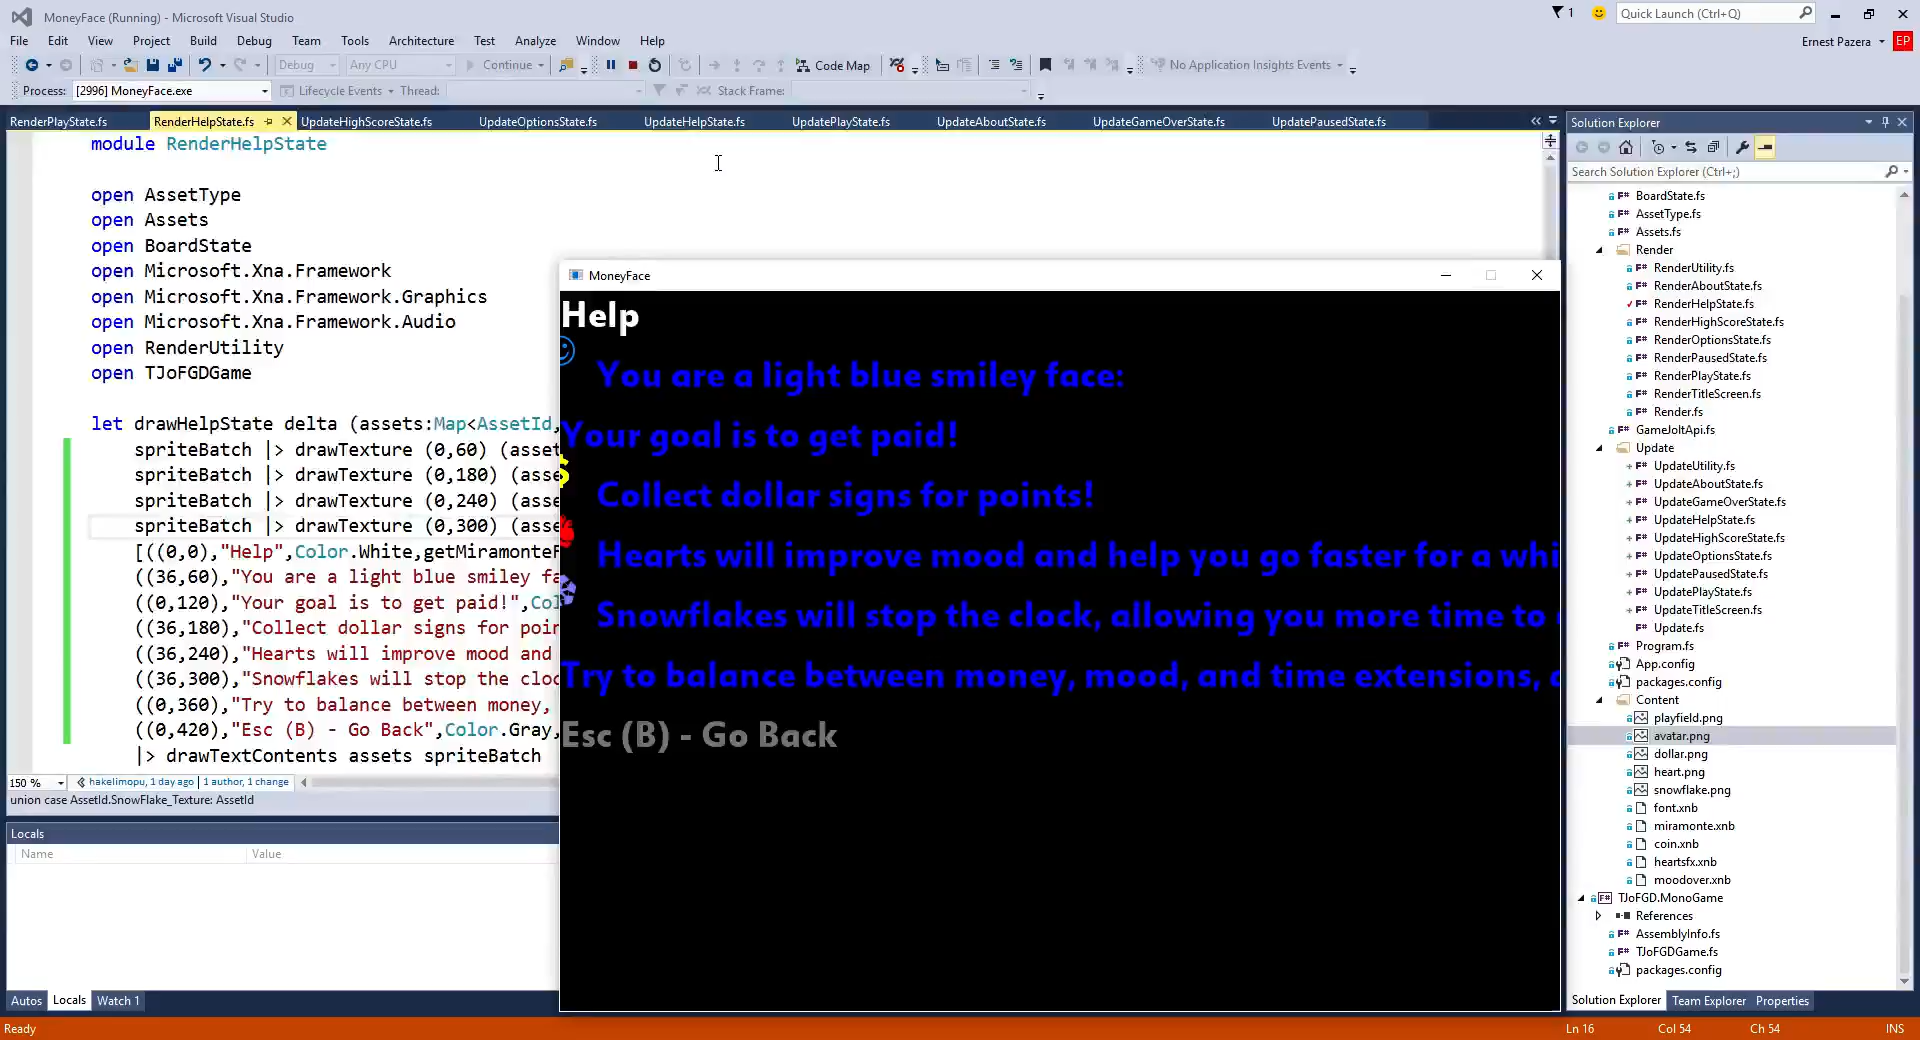 MoneyFace (Running) - Microsoft Visual Studio
1
Quick Launch (Ctrl+Q)
File Edit View Project Build Debug Team Tools Architecture Test Analyze Window Help
Ernest Pazera EP
Debug Any CPU Continue Code Map No Application Insights Events
Process: [2996] MoneyFace.exe Lifecycle Events Thread: Stack Frame:
RenderPlayState.fs RenderHelpState.fs UpdateHighScoreState.fs UpdateOptionsState.fs UpdateHelpState.fs UpdatePlayState.fs UpdateAboutState.fs UpdateGameOverState.fs UpdatePausedState.fs
module RenderHelpState
open AssetType
open Assets
open BoardState
open Microsoft.Xna.Framework
open Microsoft.Xna.Framework.Graphics
open Microsoft.Xna.Framework.Audio
open RenderUtility
open TJoFGDGame
let drawHelpState delta (assets:Map<AssetId,
spriteBatch |> drawTexture (0,60) (asset
spriteBatch |> drawTexture (0,180) (asse
spriteBatch |> drawTexture (0,240) (asse
spriteBatch |> drawTexture (0,300) (asse
[((0,0),"Help",Color.White,getMiramonteF
((36,60),"You are a light blue smiley fa
((0,120),"Your goal is to get paid!",Col
((36,180),"Collect dollar signs for poin
((36,240),"Hearts will improve mood and
((36,300),"Snowflakes will stop the cloc
((0,360),"Try to balance between money,
((0,420),"Esc (B) - Go Back",Color.Gray,
|> drawTextContents assets spriteBatch
150 % hakelimopu, 1 day ago | 1 author, 1 change
union case AssetId.SnowFlake_Texture: AssetId
Locals
Name Value
Autos Locals Watch 1
MoneyFace
Help
You are a light blue smiley face:
Your goal is to get paid!
$
Collect dollar signs for points!
Hearts will improve mood and help you go faster for a whi
Snowflakes will stop the clock, allowing you more time to
Try to balance between money, mood, and time extensions,
Esc (B) - Go Back
Solution Explorer
Search Solution Explorer (Ctrl+;)
F# BoardState.fs
F# AssetType.fs
F# Assets.fs
Render
F# RenderUtility.fs
F# RenderAboutState.fs
F# RenderHelpState.fs
F# RenderHighScoreState.fs
F# RenderOptionsState.fs
F# RenderPausedState.fs
F# RenderPlayState.fs
F# RenderTitleScreen.fs
F# Render.fs
F# GameJoltApi.fs
Update
F# UpdateUtility.fs
F# UpdateAboutState.fs
F# UpdateGameOverState.fs
F# UpdateHelpState.fs
F# UpdateHighScoreState.fs
F# UpdateOptionsState.fs
F# UpdatePausedState.fs
F# UpdatePlayState.fs
F# UpdateTitleScreen.fs
F# Update.fs
F# Program.fs
App.config
packages.config
Content
playfield.png
avatar.png
dollar.png
heart.png
snowflake.png
font.xnb
miramonte.xnb
coin.xnb
heartsfx.xnb
moodover.xnb
F# TJoFGD.MonoGame
References
F# AssemblyInfo.fs
F# TJoFGDGame.fs
packages.config
Solution Explorer Team Explorer Properties
Ready Ln 16 Col 54 Ch 54 INS